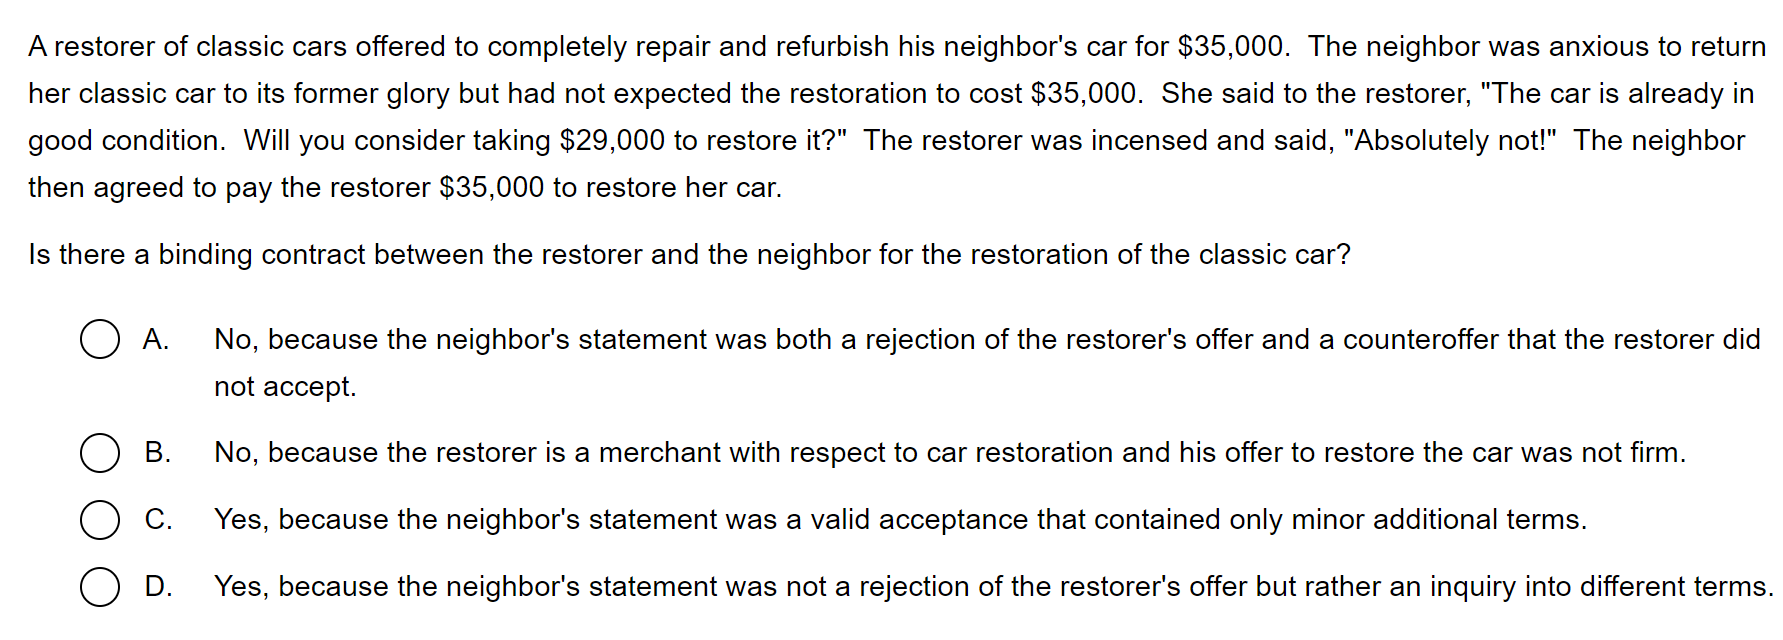 A restorer of classic cars offered to completely repair and refurbish his neighbor's car for $35,000.  The neighbor was anxious to return
her classic car to its former glory but had not expected the restoration to cost $35,000.  She said to the restorer, "The car is already in
good condition.  Will you consider taking $29,000 to restore it?"  The restorer was incensed and said, "Absolutely not!"  The neighbor
then agreed to pay the restorer $35,000 to restore her car.
Is there a binding contract between the restorer and the neighbor for the restoration of the classic car?
A. No, because the neighbor's statement was both a rejection of the restorer's offer and a counteroffer that the restorer did
not accept.
B. No, because the restorer is a merchant with respect to car restoration and his offer to restore the car was not firm.
C. Yes, because the neighbor's statement was a valid acceptance that contained only minor additional terms.
D. Yes, because the neighbor's statement was not a rejection of the restorer's offer but rather an inquiry into different terms.